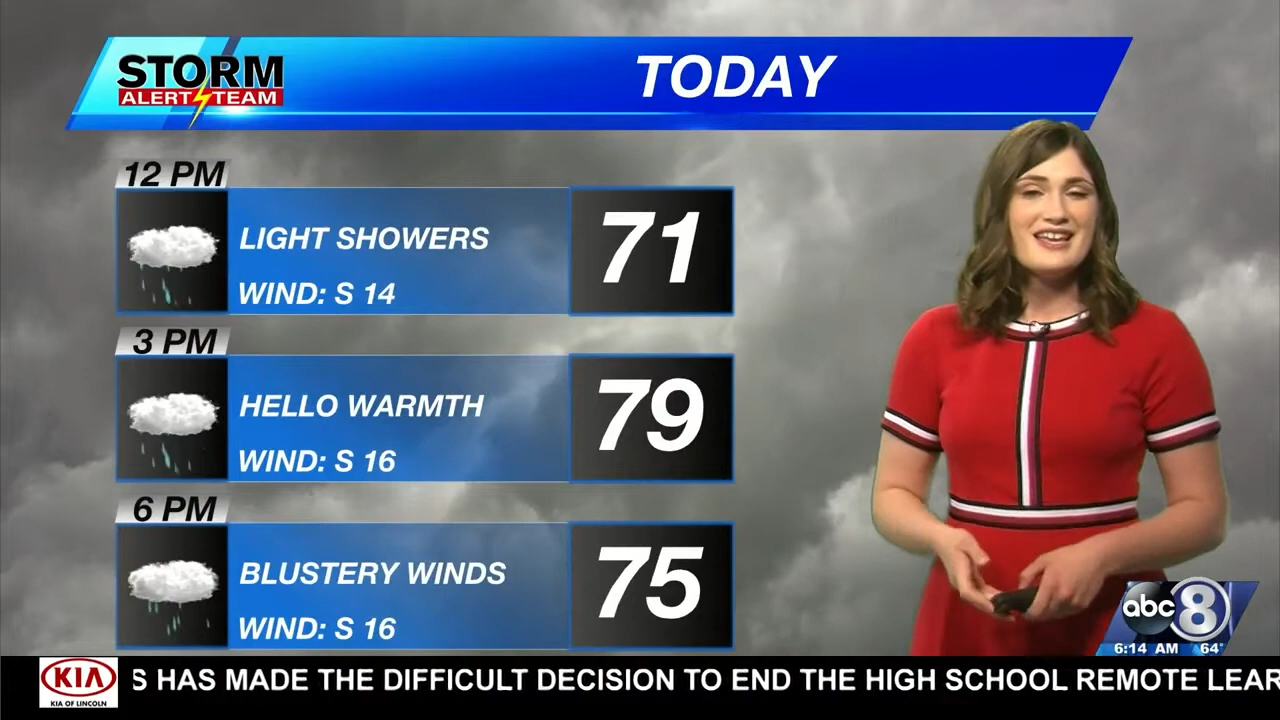 STORM
ALERT TEAM
TODAY
12 PM
LIGHT SHOWERS
71
WIND: S 14
3 PM
HELLO WARMTH
79
WIND: S 16
6 PM
BLUSTERY WINDS
75
WIND: S 16
abc 8
6:14 AM 64°
KIA
KIA OF LINCOLN
S HAS MADE THE DIFFICULT DECISION TO END THE HIGH SCHOOL REMOTE LEAR